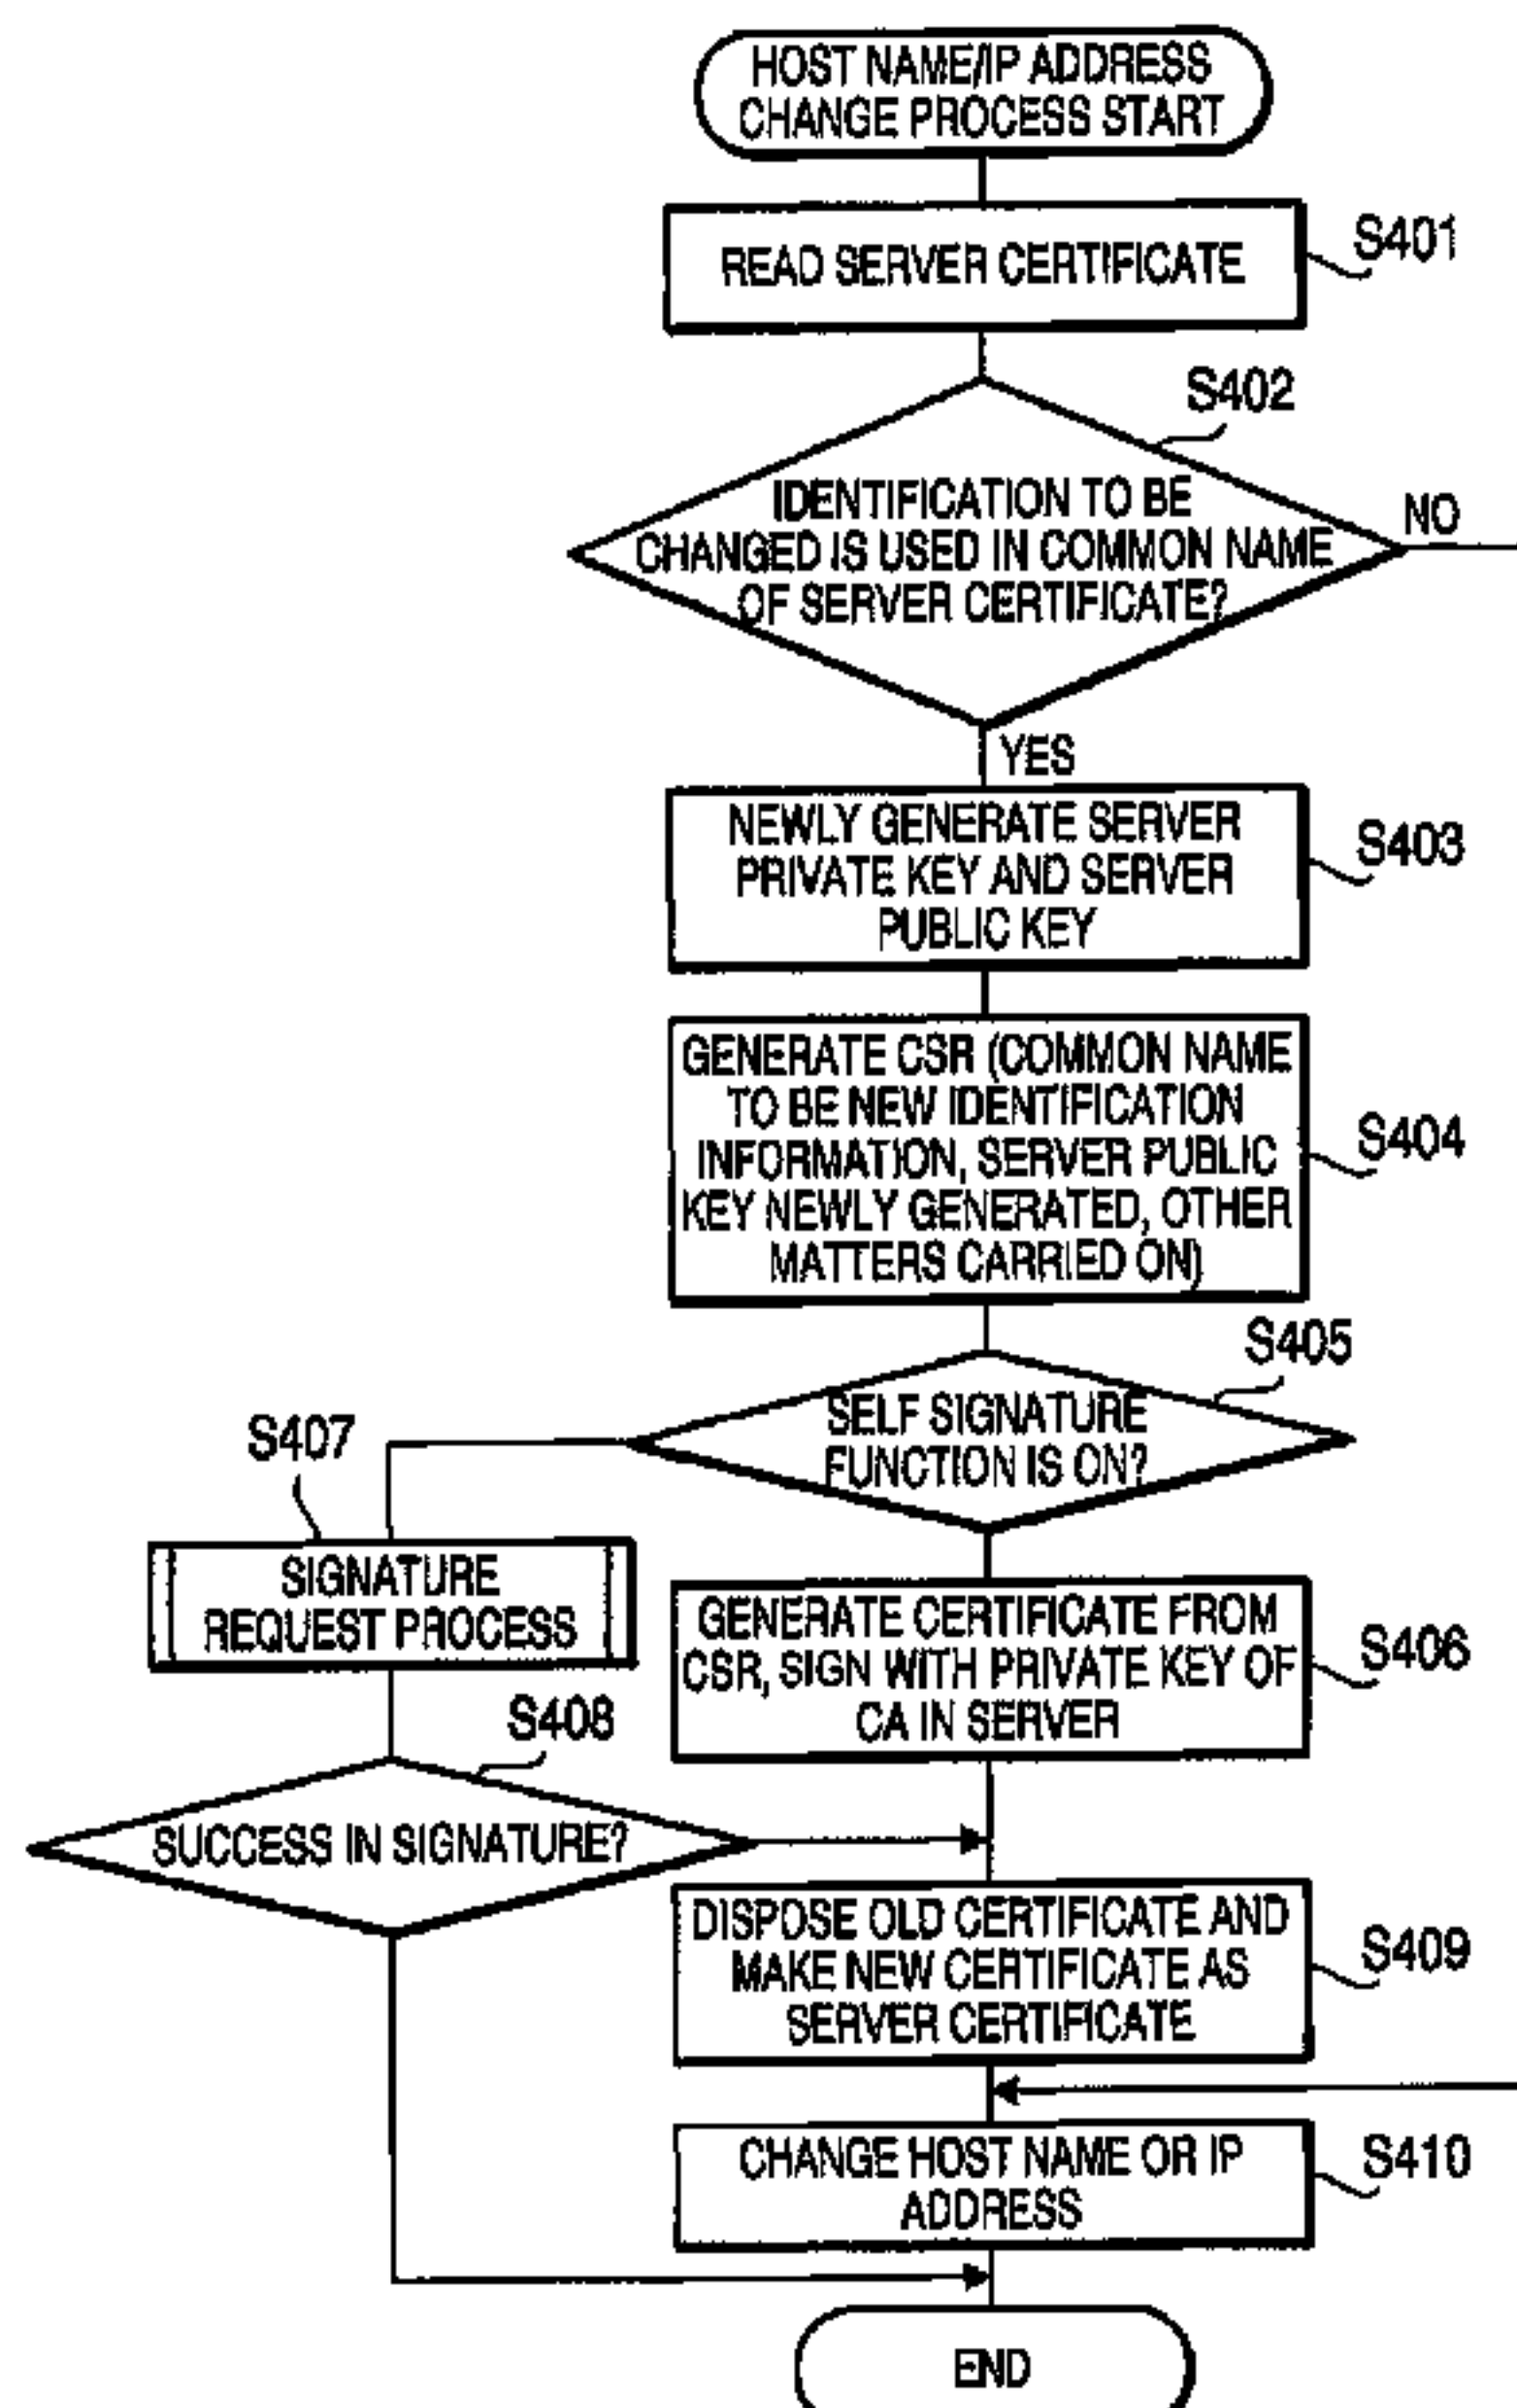 HOST NAME/IP ADDRESS
CHANGE PROCESS START
READ SERVER CERTIFICATE
S401
S402
IDENTIFICATION TO BE
CHANGED IS USED IN COMMON NAME
OF SERVER CERTIFICATE?
NO
YES
NEWLY GENERATE SERVER
PRIVATE KEY AND SERVER
PUBLIC KEY
S403
GENERATE CSR (COMMON NAME
TO BE NEW IDENTIFICATION
INFORMATION, SERVER PUBLIC
KEY NEWLY GENERATED, OTHER
MATTERS CARRIED ON)
S404
S405
SELF SIGNATURE
FUNCTION IS ON?
S407
SIGNATURE
REQUEST PROCESS
GENERATE CERTIFICATE FROM
CSR, SIGN WITH PRIVATE KEY OF
CA IN SERVER
S406
S408
SUCCESS IN SIGNATURE?
DISPOSE OLD CERTIFICATE AND
MAKE NEW CERTIFICATE AS
SERVER CERTIFICATE
S409
CHANGE HOST NAME OR IP
ADDRESS
S410
END